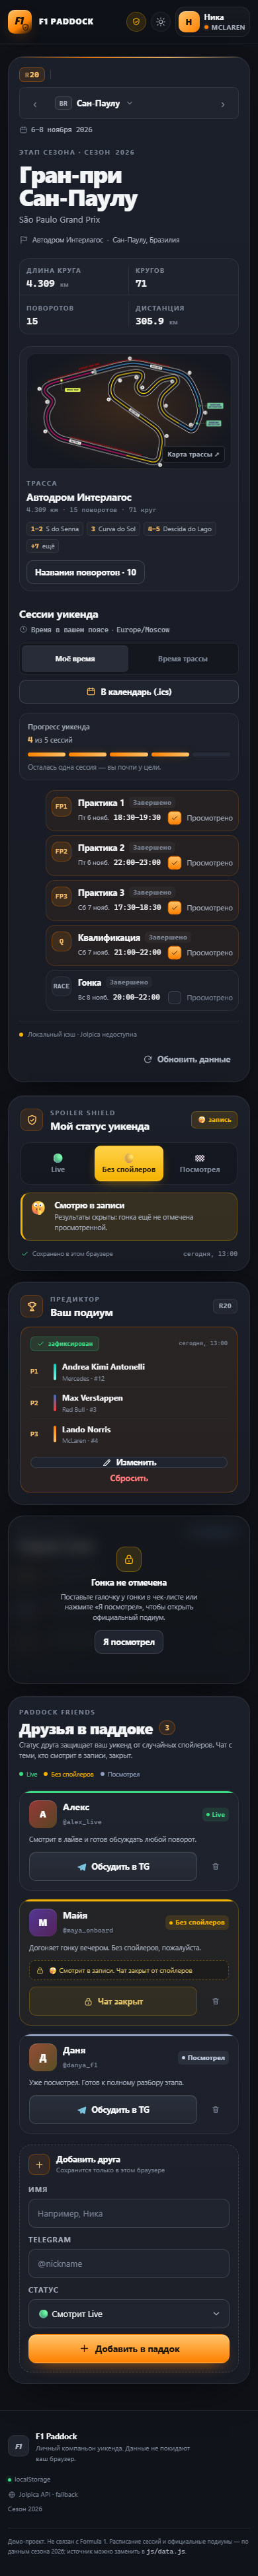 F1 PADDOCK
Н
Ника
MCLAREN
R20
BR Сан-Паулу
6–8 ноября 2026
ЭТАП СЕЗОНА • СЕЗОН 2026
Гран-при
Сан-Паулу
São Paulo Grand Prix
Автодром Интерлагос · Сан-Паулу, Бразилия
ДЛИНА КРУГА
4.309 км
КРУГОВ
71
ПОВОРОТОВ
15
ДИСТАНЦИЯ
305.9 км
Карта трассы ↗
ТРАССА
Автодром Интерлагос
4.309 км · 15 поворотов · 71 круг
1–2 S do Senna
3 Curva do Sol
6–5 Descida do Lago
+7 ещё
Названия поворотов · 10
Сессии уикенда
Время в вашем поясе · Europe/Moscow
Моё время
Время трассы
В календарь (.ics)
Прогресс уикенда
4 из 5 сессий
Осталась одна сессия — вы почти у цели.
FP1
Практика 1 Завершено
Пт 6 нояб. 18:30–19:30 Просмотрено
FP2
Практика 2 Завершено
Пт 6 нояб. 22:00–23:00 Просмотрено
FP3
Практика 3 Завершено
Сб 7 нояб. 17:30–18:30 Просмотрено
Q
Квалификация Завершено
Сб 7 нояб. 21:00–22:00 Просмотрено
RACE
Гонка Завершено
Вс 8 нояб. 20:00–22:00 Просмотрено
Локальный кэш · Jolpica недоступна
Обновить данные
SPOILER SHIELD
Мой статус уикенда
запись
Live
Без спойлеров
Посмотрел
Смотрю в записи
Результаты скрыты: гонка ещё не отмечена
просмотренной.
Сохранено в этом браузере
сегодня, 13:00
ПРЕДИКТОР
Ваш подиум
R20
зафиксирован
сегодня, 13:00
P1
Andrea Kimi Antonelli
Mercedes · #12
P2
Max Verstappen
Red Bull · #3
P3
Lando Norris
McLaren · #4
Изменить
Сбросить
Гонка не отмечена
Поставьте галочку у гонки в чек-листе или
нажмите «Я посмотрел», чтобы открыть
официальный подиум.
Я посмотрел
PADDOCK FRIENDS
Друзья в паддоке 3
Статус друга защищает уикенд от случайных спойлеров. Чат с
теми, кто смотрит в записи, закрыт.
Live Без спойлеров Посмотрел
А
Алекс
@alex_live
Live
Смотрит в лайве и готов обсуждать любой поворот.
Обсудить в TG
М
Майя
@maya_onboard
Без спойлеров
Догоняет гонку вечером. Без спойлеров, пожалуйста.
Смотрит в записи. Чат закрыт от спойлеров
Чат закрыт
Д
Даня
@danya_f1
Посмотрел
Уже посмотрел. Готов к полному разбору этапа.
Обсудить в TG
Добавить друга
Сохранится только в этом браузере
ИМЯ
Например, Ника
TELEGRAM
@nickname
СТАТУС
Смотрит Live
Добавить в паддок
F1
F1 Paddock
Личный компаньон уикенда. Данные не покидают
ваш браузер.
localStorage
Jolpica API · fallback
Сезон 2026
Демо-проект. Не связан с Formula 1. Расписание сессий и официальные подиумы — по
данным сезона 2026; источник можно заменить в js/data.js.